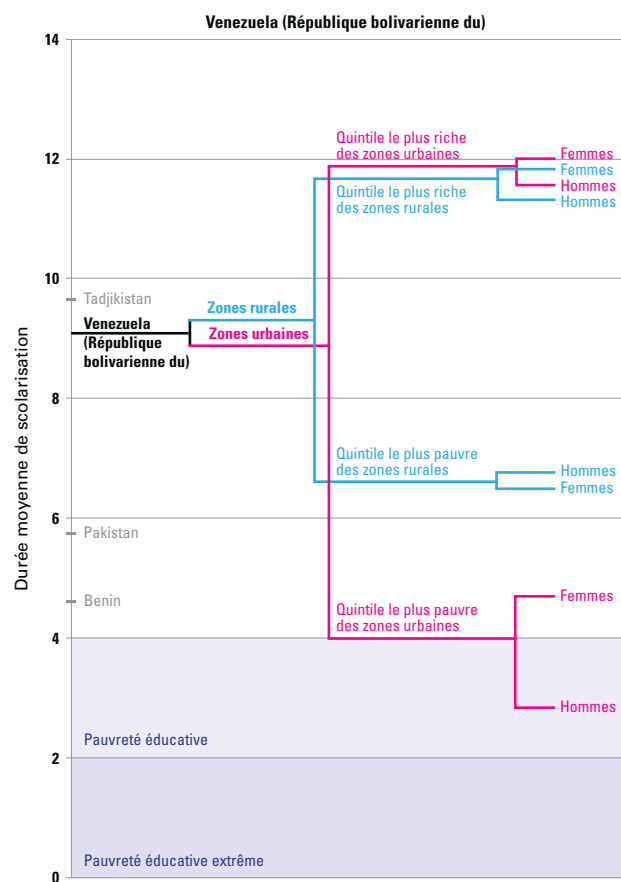 Venezuela (République bolivarienne du)
14
12
10
8
6
4
2
0
Durée moyenne de scolarisation
Tadjikistan
Venezuela
(République
bolivarienne du)
Pakistan
Benin
Zones rurales
Zones urbaines
Quintile le plus riche
des zones urbaines
Quintile le plus riche
des zones rurales
Femmes
Femmes
Hommes
Hommes
Quintile le plus pauvre
des zones rurales
Hommes
Femmes
Quintile le plus pauvre
des zones urbaines
Femmes
Hommes
Pauvreté éducative
Pauvreté éducative extrême